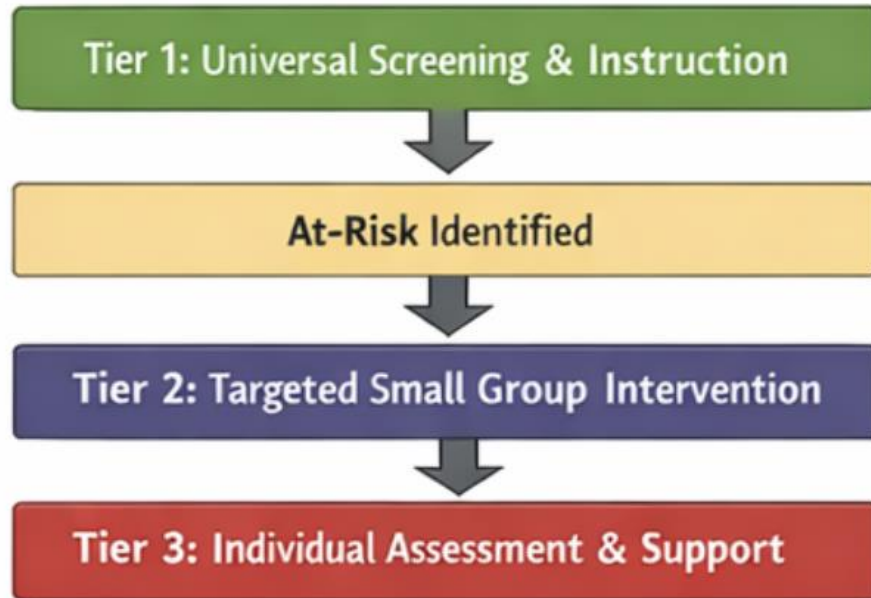 Tier 1: Universal Screening & Instruction
At-Risk Identified
Tier 2: Targeted Small Group Intervention
Tier 3: Individual Assessment & Support